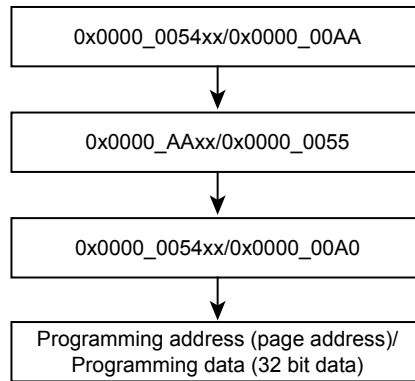 0x0000_0054xx/0x0000_00AA
0x0000_AAxx/0x0000_0055
0x0000_0054xx/0x0000_00A0
Programming address (page address)/
Programming data (32 bit data)